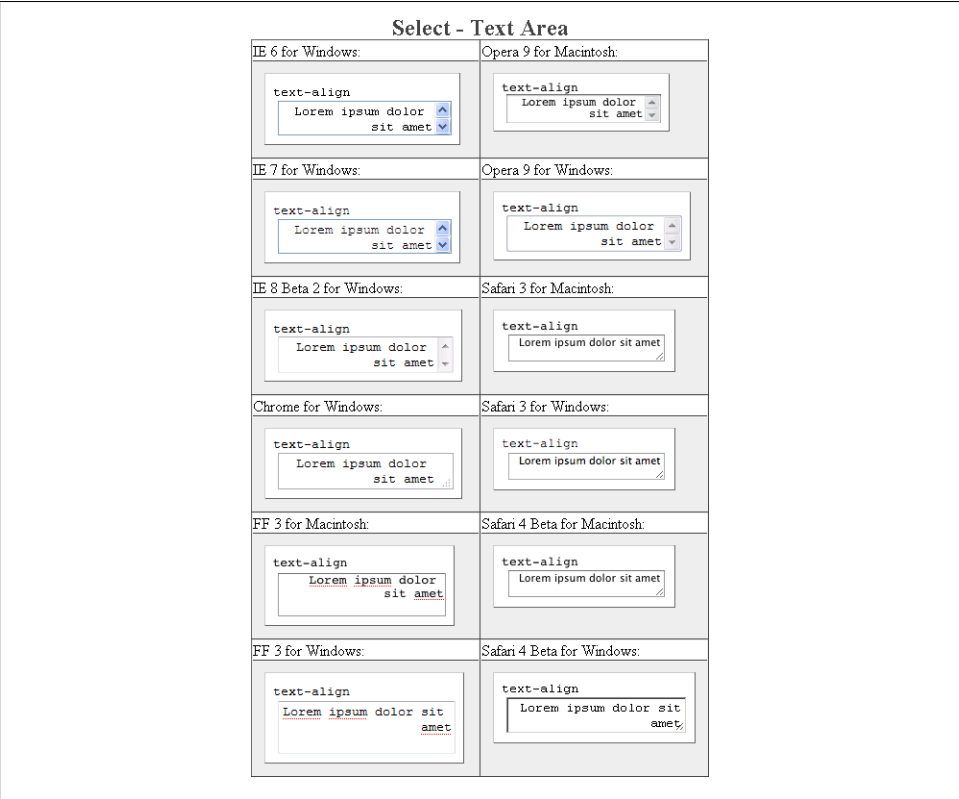 Select - Text Area
IE 6 for Windows:
text-align
Lorem ipsum dolor
sit amet
Opera 9 for Macintosh:
text-align
Lorem ipsum dolor
sit amet
IE 7 for Windows:
text-align
Lorem ipsum dolor
sit amet
Opera 9 for Windows:
text-align
Lorem ipsum dolor
sit amet
IE 8 Beta 2 for Windows:
text-align
Lorem ipsum dolor
sit amet
Safari 3 for Macintosh:
text-align
Lorem ipsum dolor sit amet
Chrome for Windows:
text-align
Lorem ipsum dolor
sit amet
Safari 3 for Windows:
text-align
Lorem ipsum dolor sit amet
FF 3 for Macintosh:
text-align
Lorem ipsum dolor
sit amet
Safari 4 Beta for Macintosh:
text-align
Lorem ipsum dolor sit amet
FF 3 for Windows:
text-align
Lorem ipsum dolor sit
amet
Safari 4 Beta for Windows:
text-align
Lorem ipsum dolor sit
amet